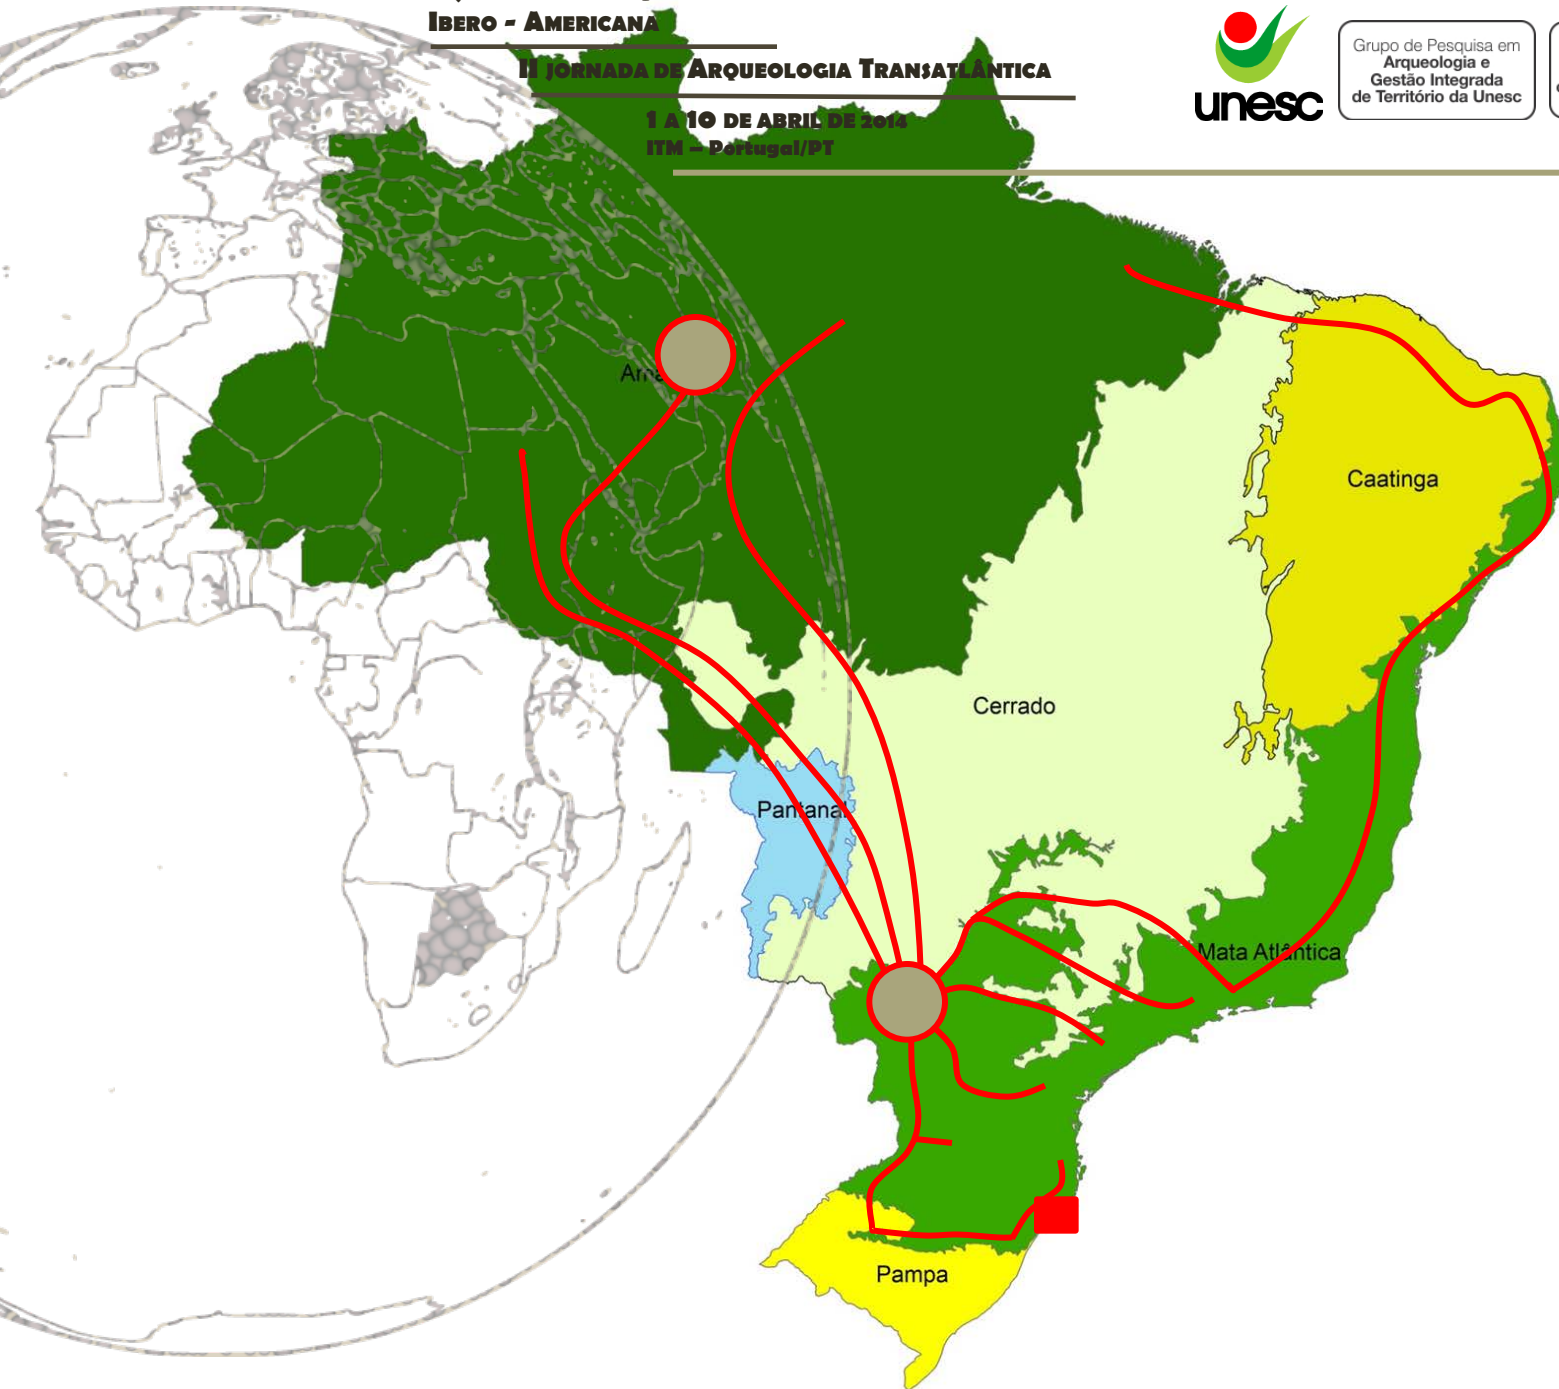 IBERO - AMERICANA
II JORNADA DE ARQUEOLOGIA TRANSATLÂNTICA
1 A 10 DE ABRIL DE 2014
ITM – Portugal/PT
unesc
Grupo de Pesquisa em
Arqueologia e
Gestão Integrada
de Território da Unesc
Caatinga
Cerrado
Pantanal
Mata Atlântica
Pampa